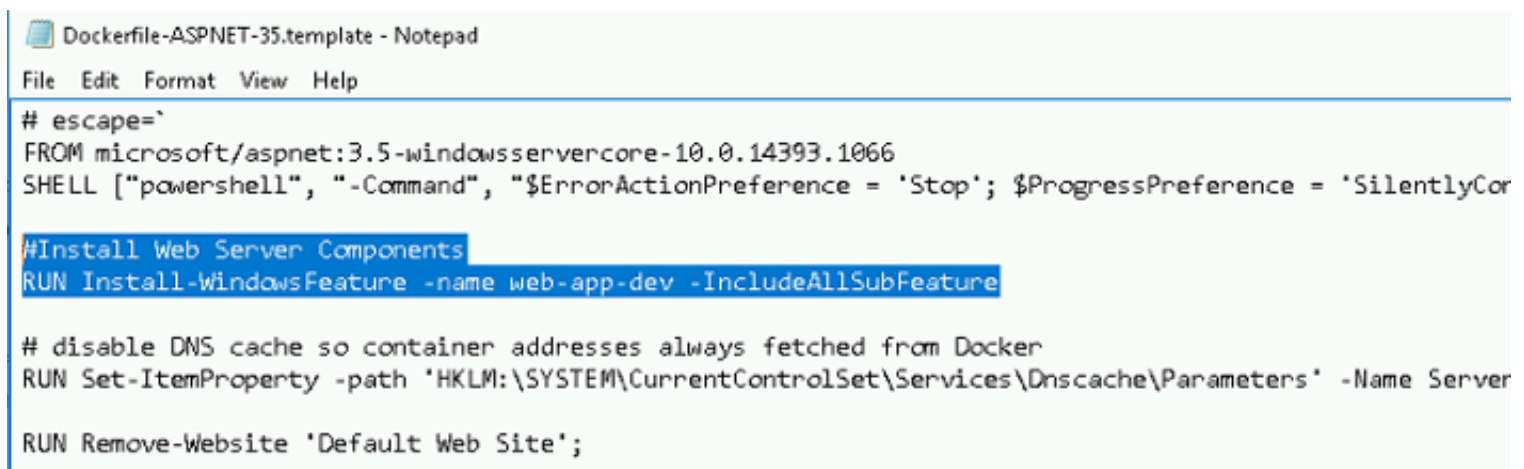 Dockerfile-ASPNET-35.template - Notepad
File Edit Format View Help
# escape=`
FROM microsoft/aspnet:3.5-windowsservercore-10.0.14393.1066
SHELL ["powershell", "-Command", "$ErrorActionPreference = 'Stop'; $ProgressPreference = 'SilentlyCon
#Install Web Server Components
RUN Install-WindowsFeature -name web-app-dev -IncludeAllSubFeature
# disable DNS cache so container addresses always fetched from Docker
RUN Set-ItemProperty -path 'HKLM:\SYSTEM\CurrentControlSet\Services\Dnscache\Parameters' -Name Server
RUN Remove-Website 'Default Web Site';